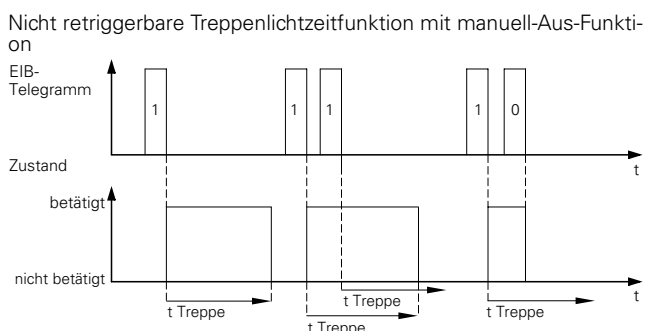 Nicht retriggerbare Treppenlichtzeitfunktion mit manuell-Aus-Funkti-
on
EIB-
Telegramm
1 1 1 1 0
t
Zustand
betätigt
nicht betätigt
t
t Treppe t Treppe t Treppe
t Treppe